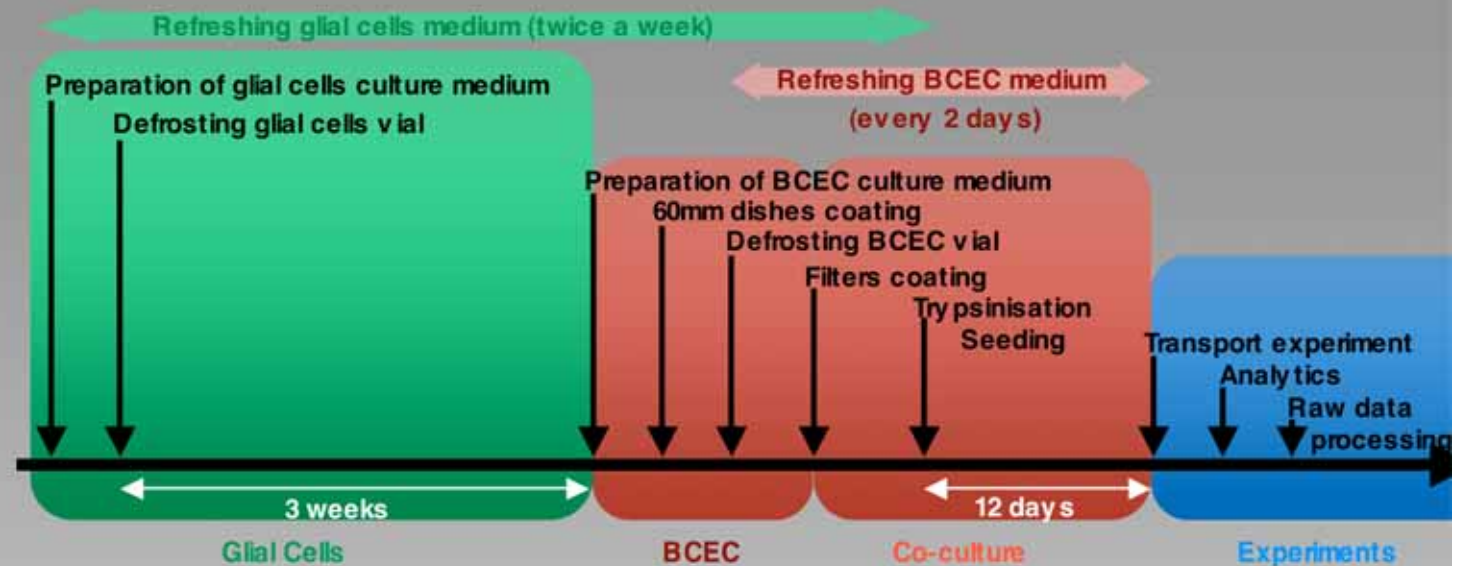 Refreshing glial cells medium (twice a week)
Preparation of glial cells culture medium
Refreshing BCEC medium
(every 2 days)
Defrosting glial cells vial
Preparation of BCEC culture medium
60mm dishes coating
Defrosting BCEC vial
Filters coating
Trypsinisation
Seeding
Transport experiment
Analytics
Raw data
processing
3 weeks
12 days
Glial Cells
BCEC
Co-culture
Experiments